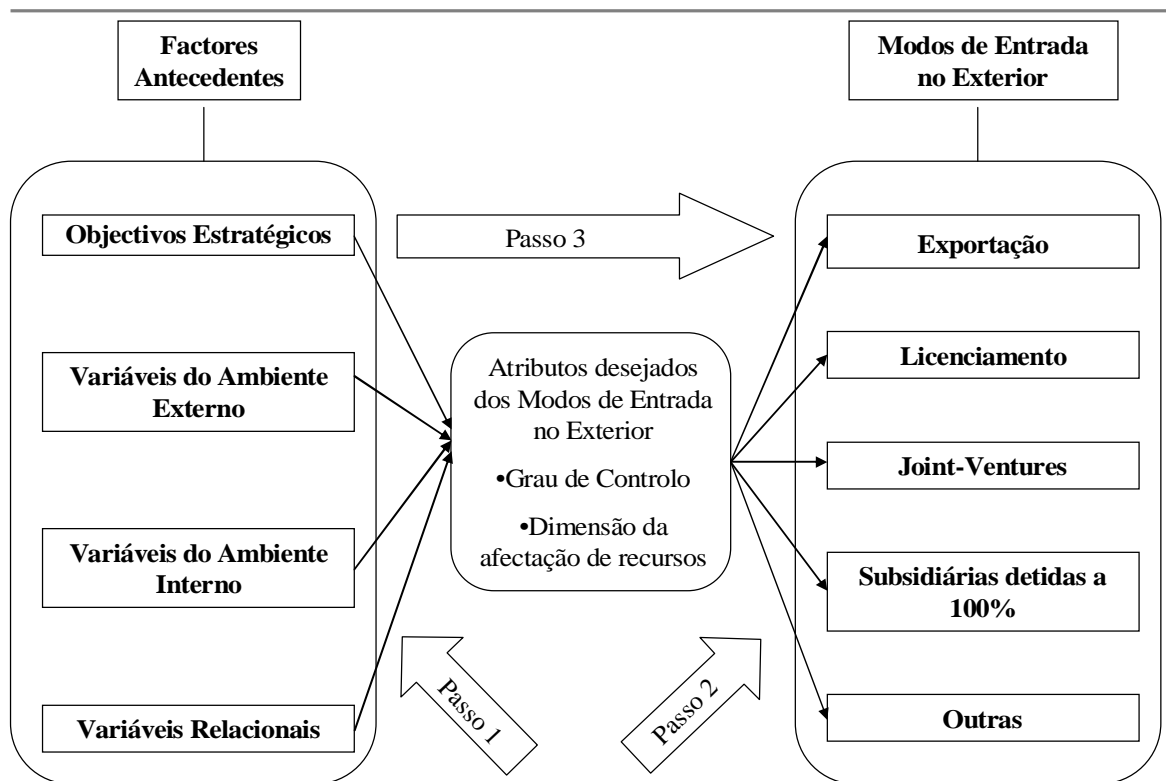 Factores
Antecedentes
Modos de Entrada
no Exterior
Objectivos Estratégicos
Variáveis do Ambiente
Externo
Variáveis do Ambiente
Interno
Variáveis Relacionais
Passo 3
Atributos desejados
dos Modos de Entrada
no Exterior
•Grau de Controlo
•Dimensão da
afectação de recursos
Passo 1
Passo 2
Exportação
Licenciamento
Joint-Ventures
Subsidiárias detidas a
100%
Outras